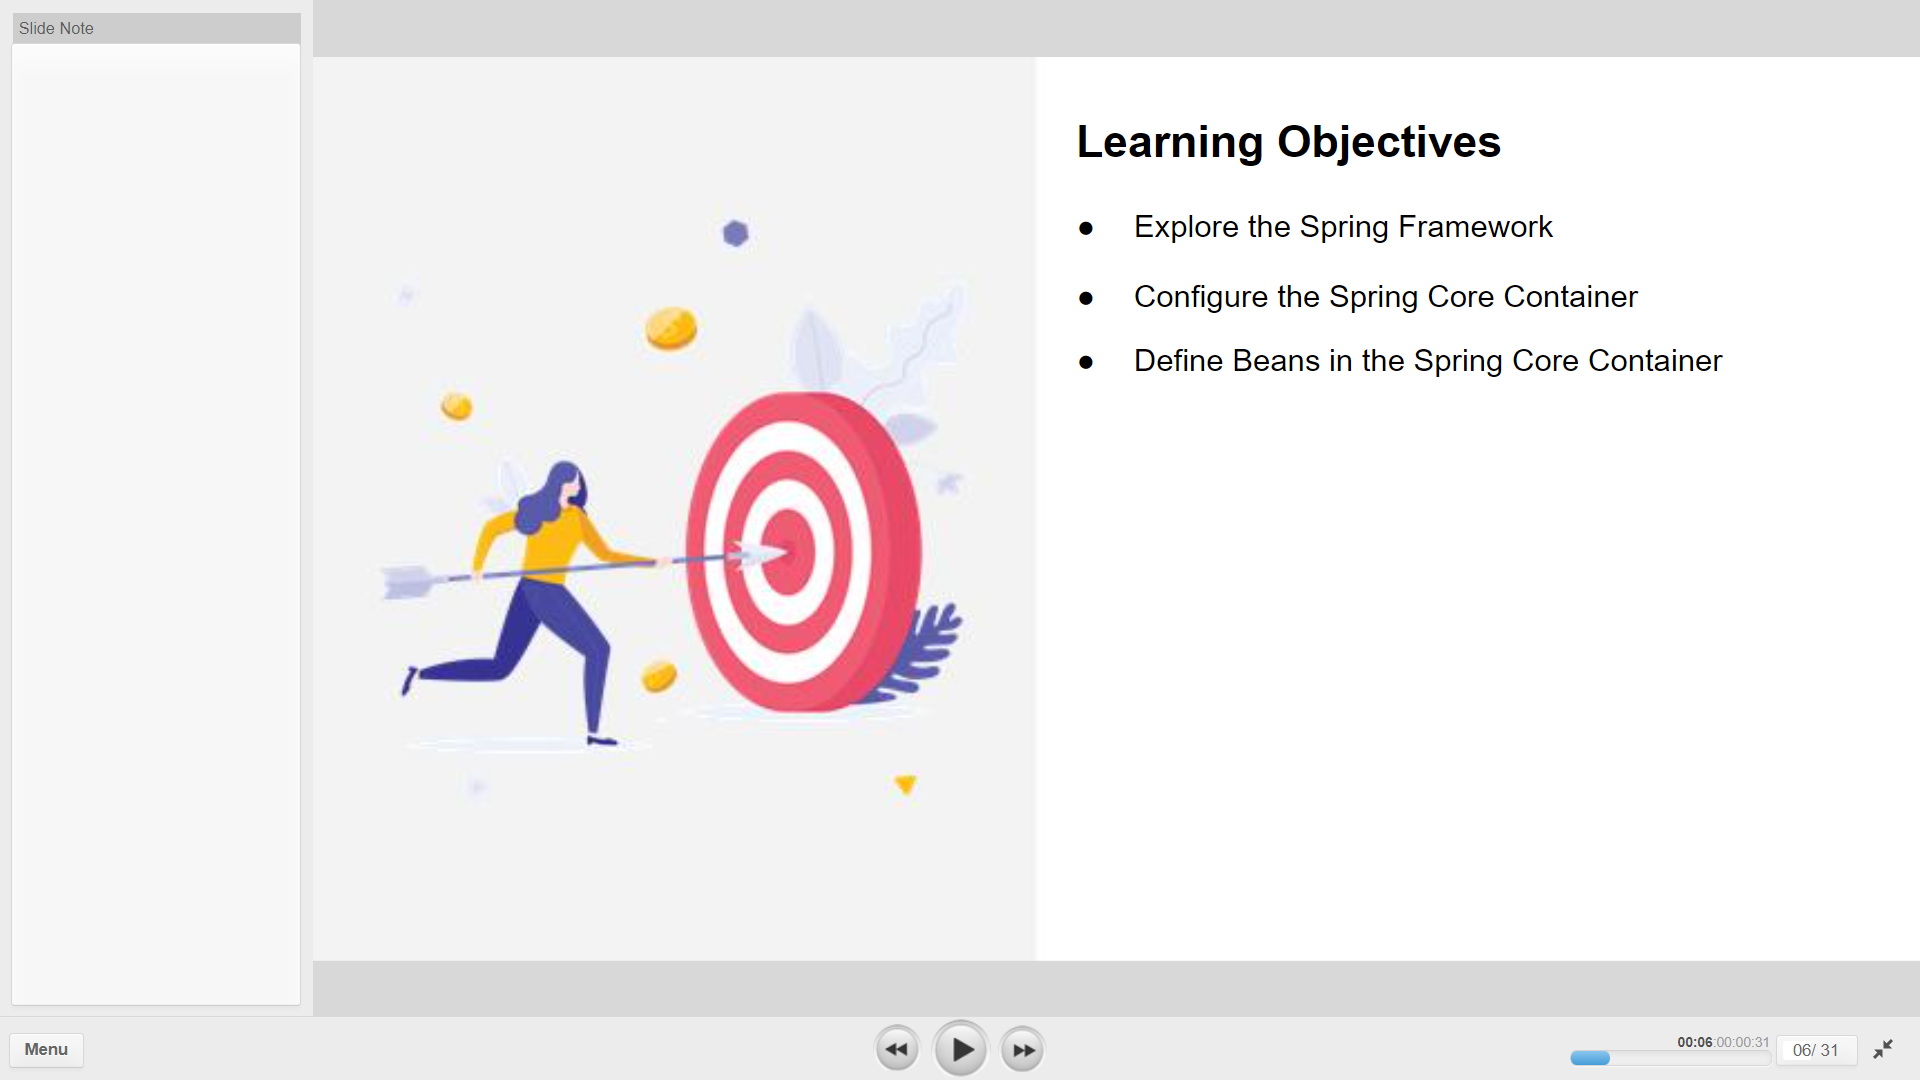 Slide Note
Learning Objectives
● Explore the Spring Framework
● Configure the Spring Core Container
● Define Beans in the Spring Core Container
Menu
00:06:00:00:31
06/ 31